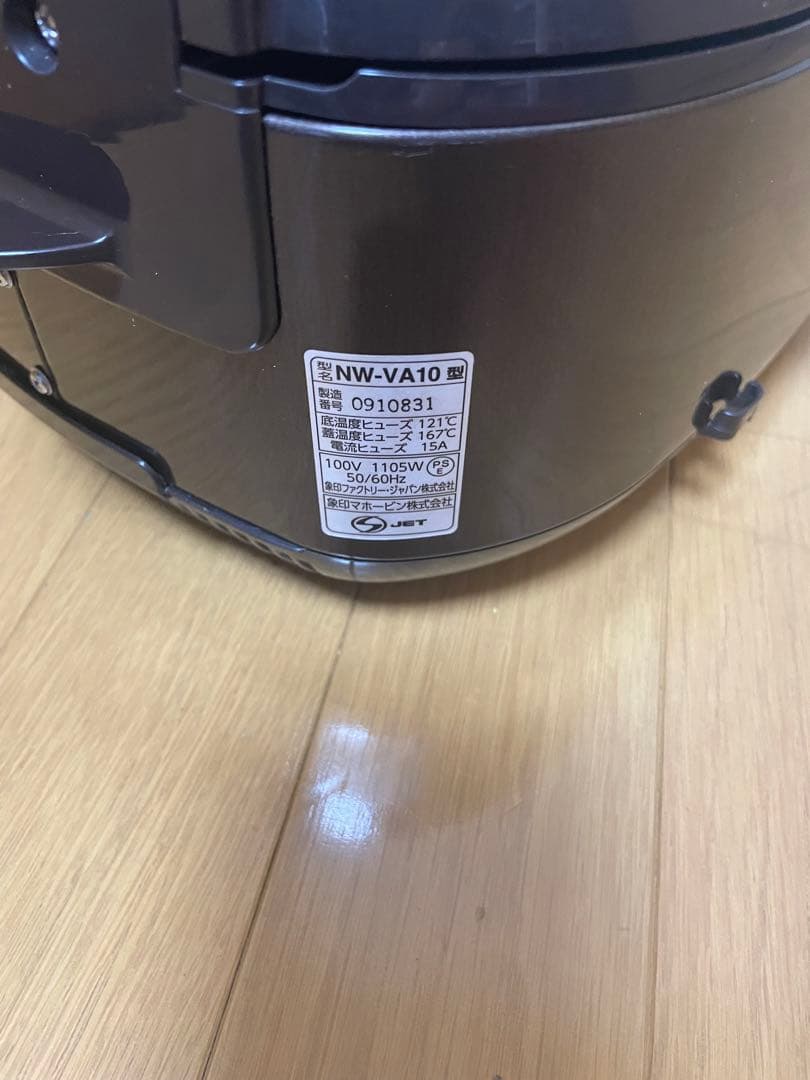 型名 NW-VA10 型
製造番号 0910831
底温度ヒューズ 121℃
蓋温度ヒューズ 167℃
電流ヒューズ 15A
100V 1105W PSE
50/60Hz
象印ファクトリー・ジャパン株式会社
象印マホービン株式会社
S JET